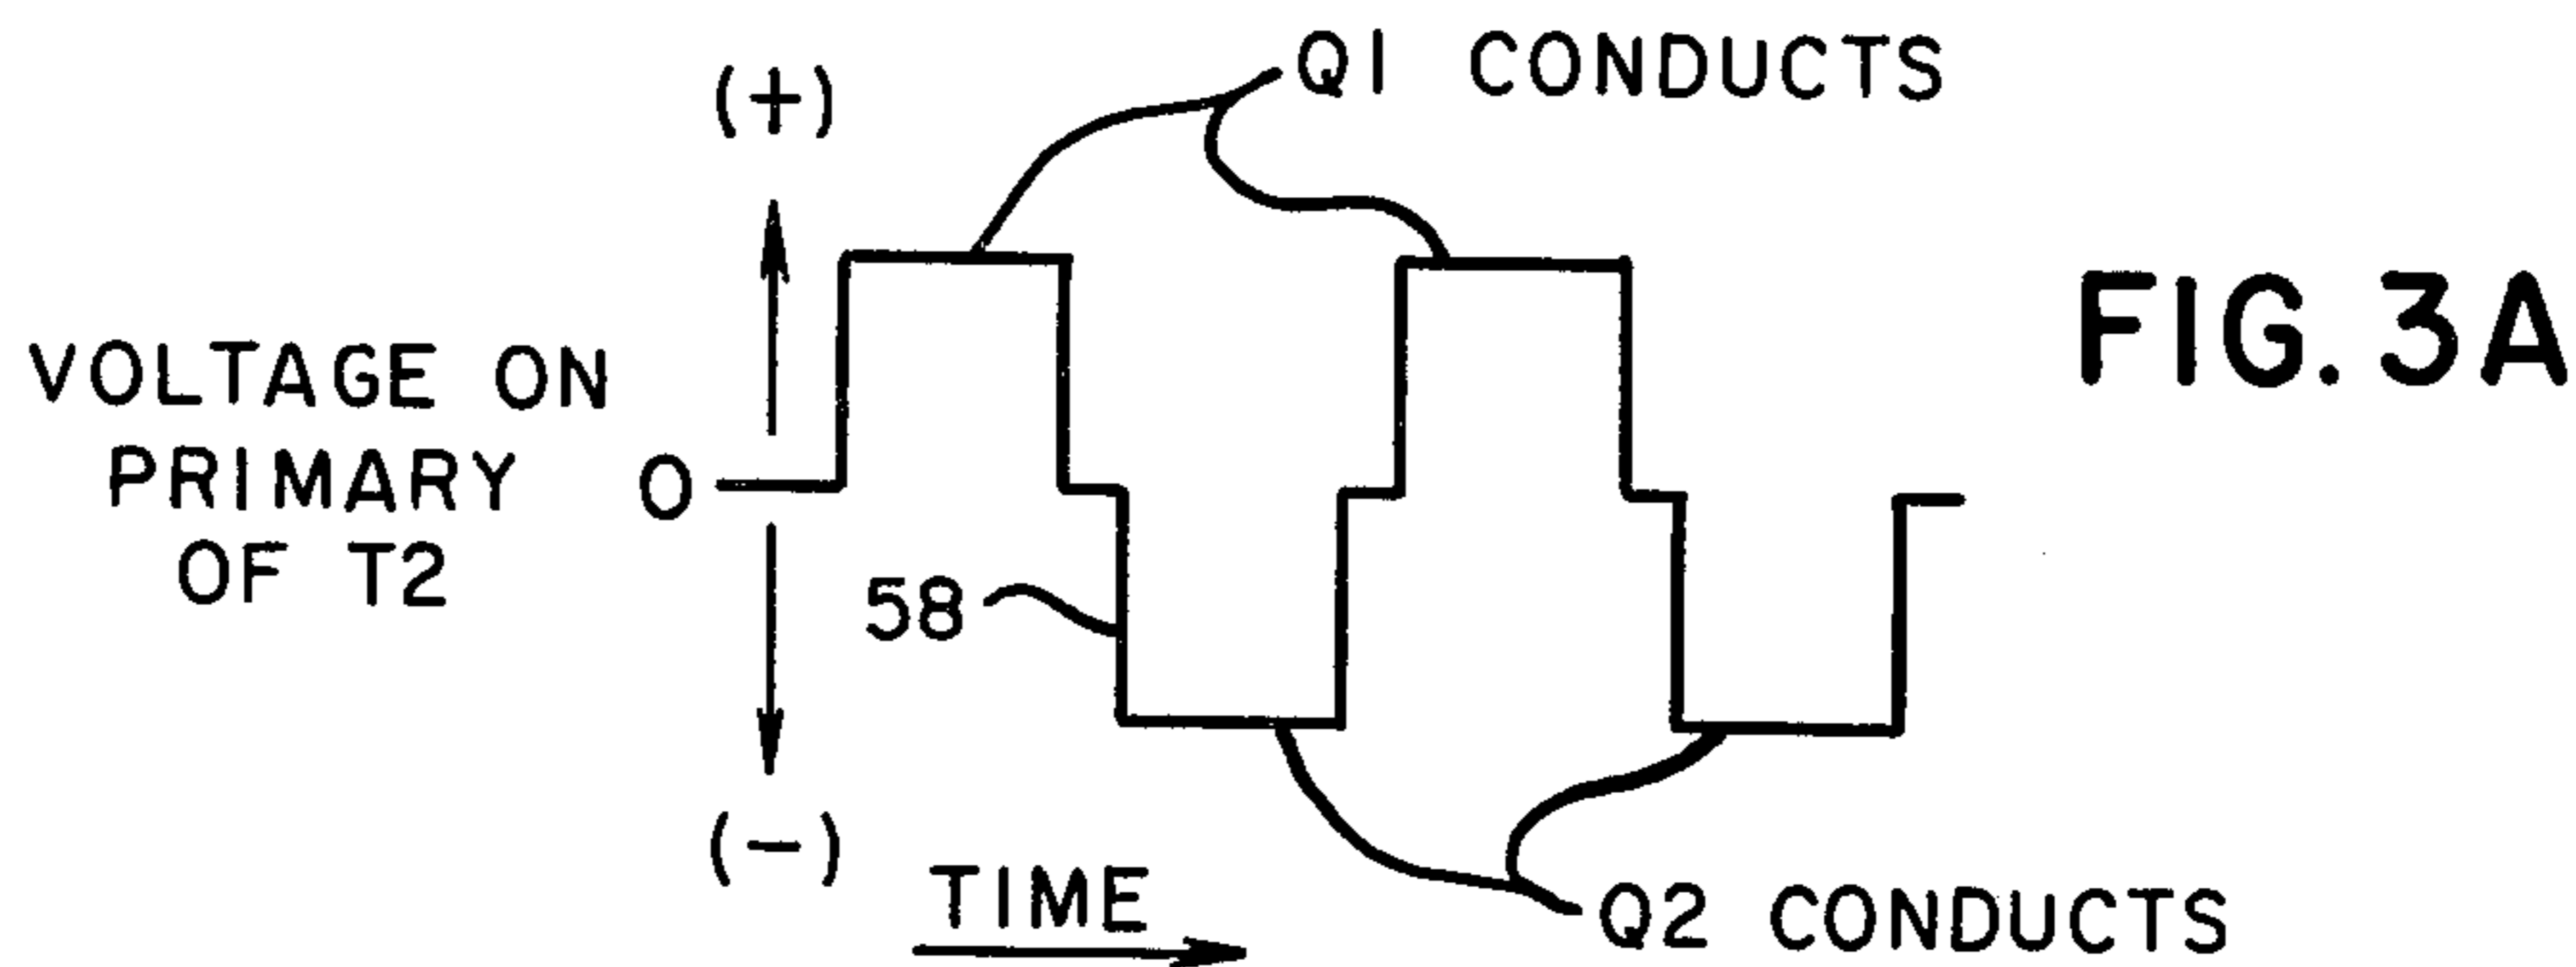 (+)
Q1 CONDUCTS
FIG. 3A
VOLTAGE ON
PRIMARY
OF T2
0
58
(-)
TIME
Q2 CONDUCTS